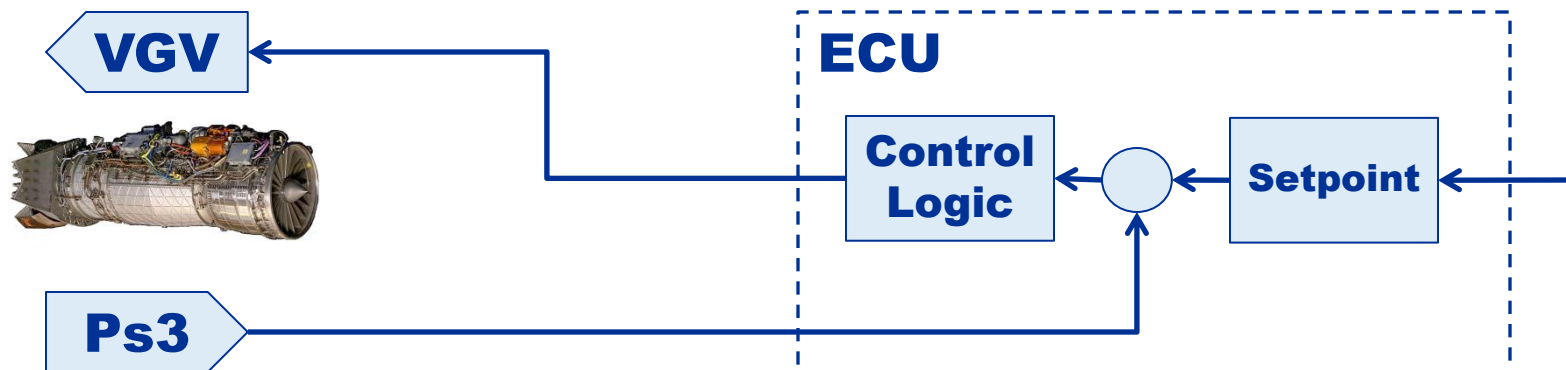 VGV
ECU
Control
Logic
Setpoint
Ps3